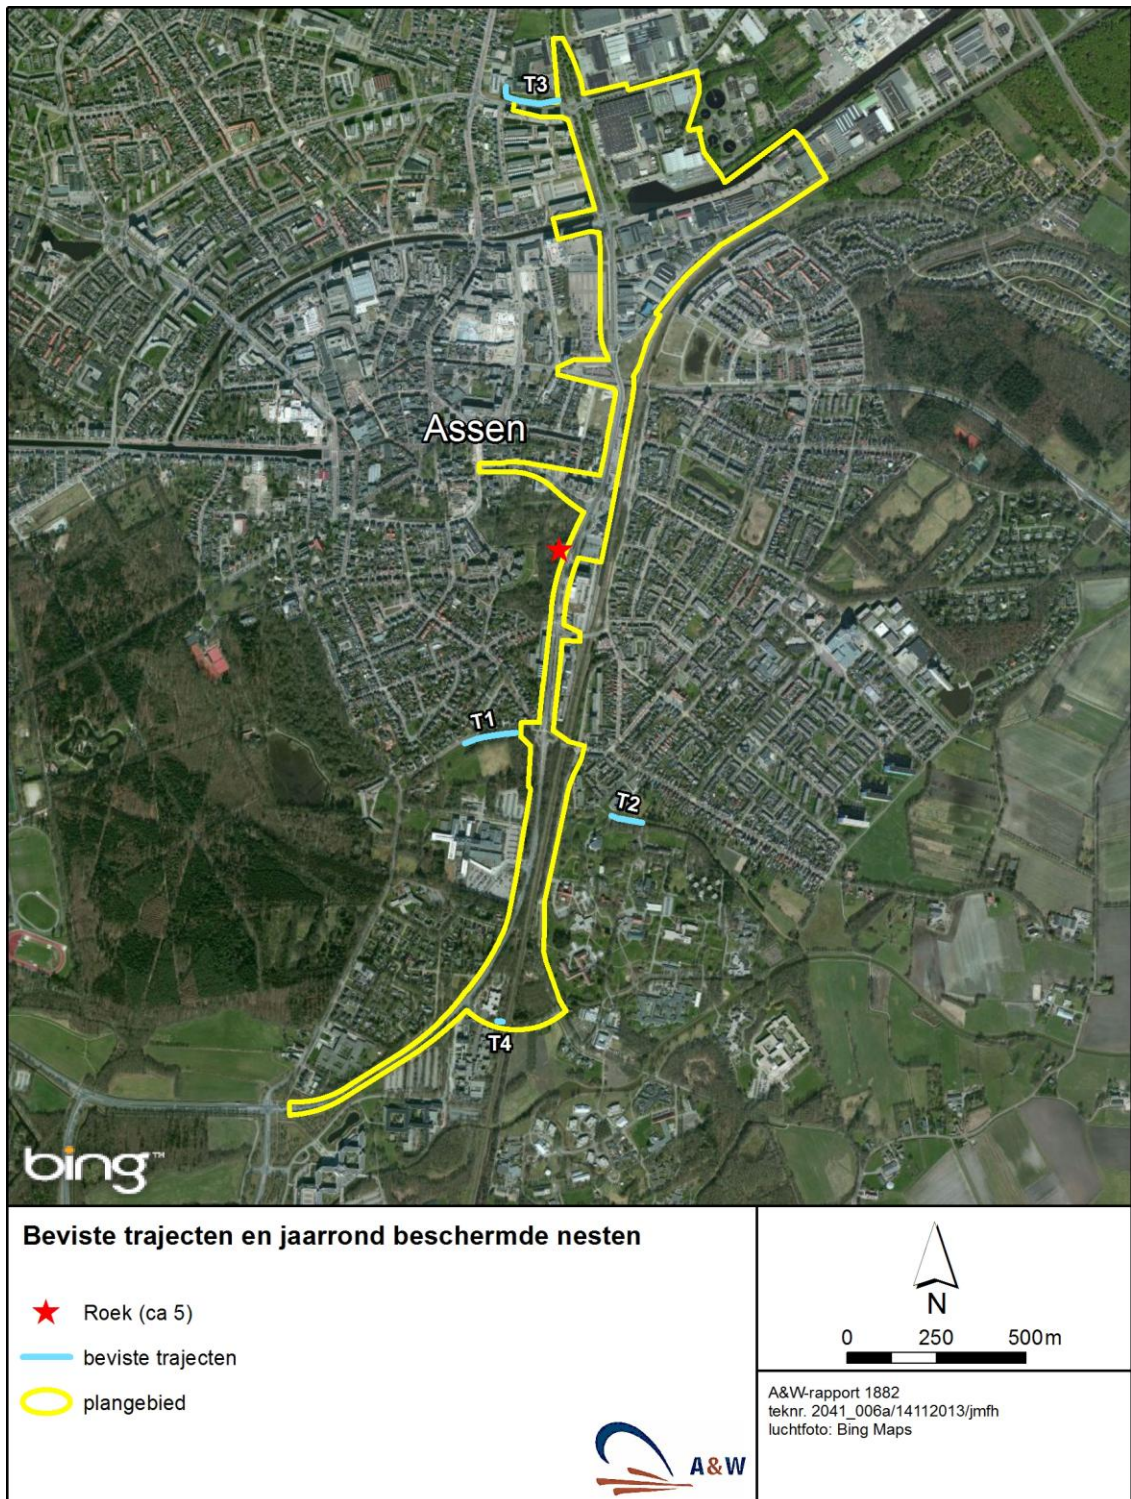 T3
Assen
T1
T2
T4
bing™
Beviste trajecten en jaarrond beschermde nesten
Roek (ca 5)
beviste trajecten
plangebied
A&W
N
0 250 500m
A&W-rapport 1882
teknr. 2041_006a/14112013/jmfh
luchtfoto: Bing Maps